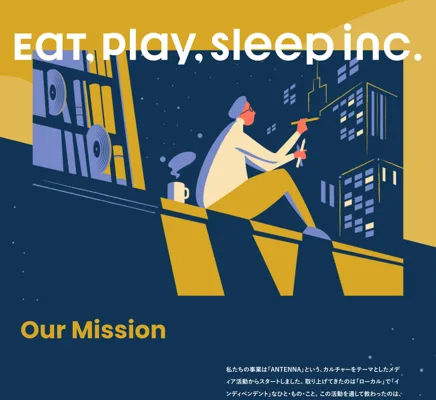 Eat, play, sleep inc.
Our Mission
私たちの事業は「ANTENNA」という、カルチャーをテーマとしたメデ
ィア活動からスタートしました。取り上げてきたのは「ローカル」で「イ
ンディペンデント」なひと・もの・こと。この活動を通して教わったのは、